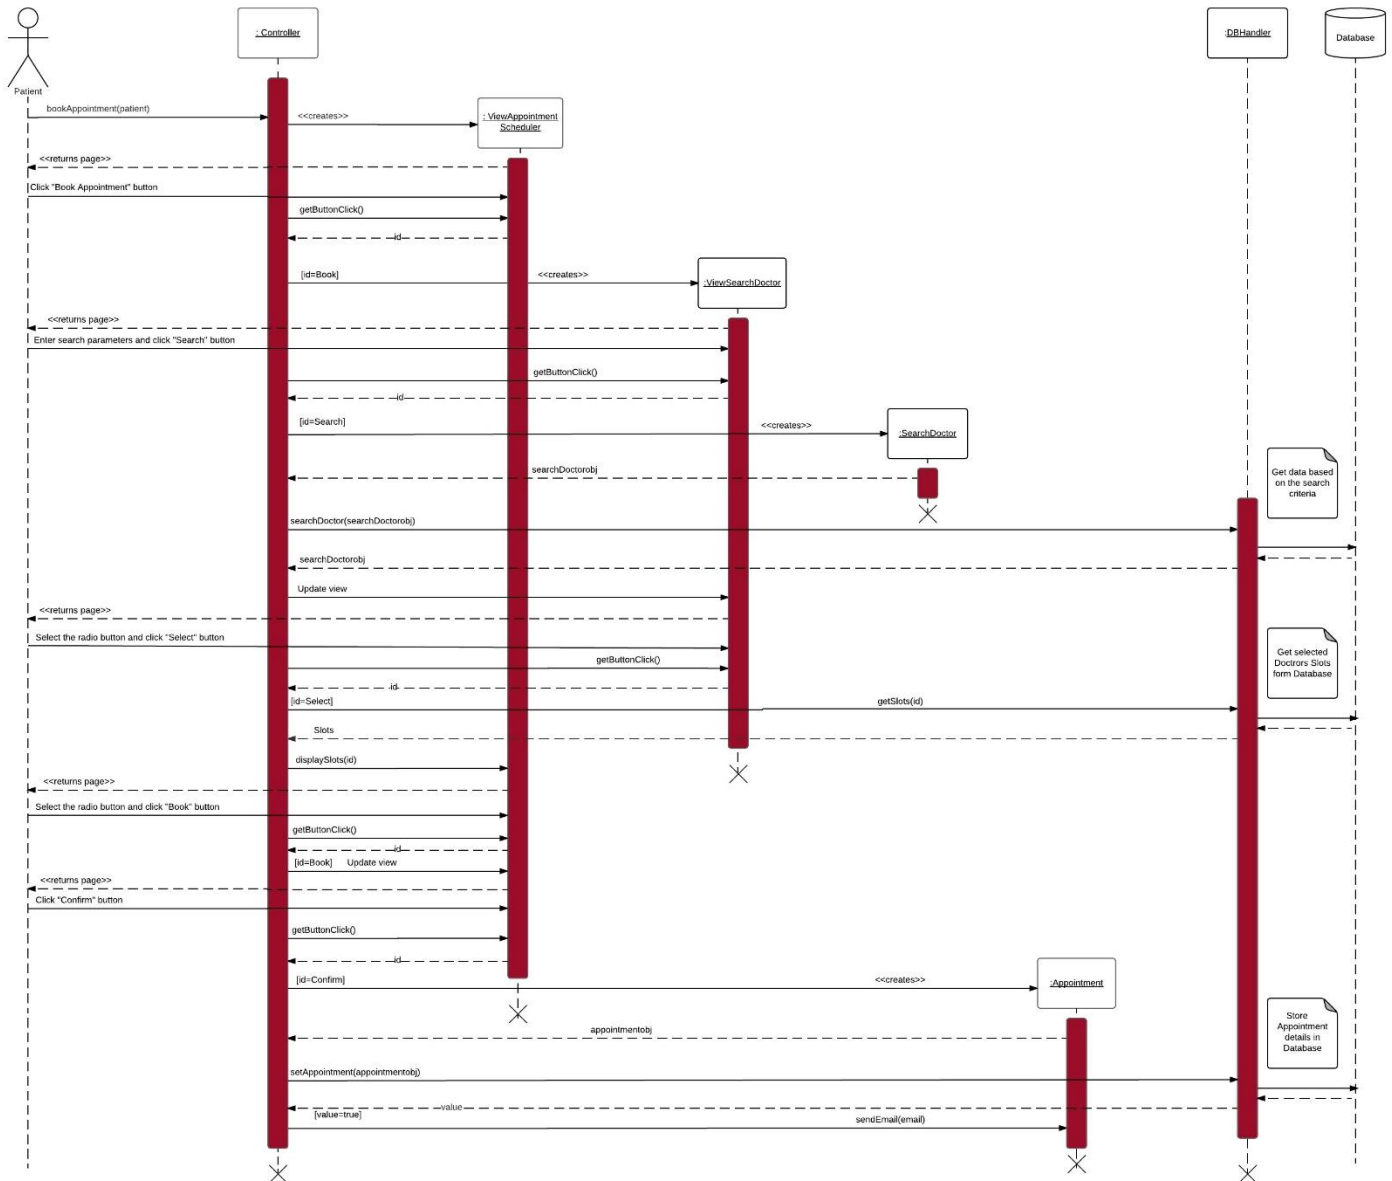 : Controller
:DBHandler
Database
Patient
bookAppointment(patient)
<<creates>>
: ViewAppointment
Scheduler
<<returns page>>
Click "Book Appointment" button
getButtonClick()
id
[id=Book]
<<creates>>
:ViewSearchDoctor
<<returns page>>
Enter search parameters and click "Search" button
getButtonClick()
id
[id=Search]
<<creates>>
:SearchDoctor
searchDoctorobj
Get data based
on the search
criteria
searchDoctor(searchDoctorobj)
searchDoctorobj
Update view
<<returns page>>
Select the radio button and click "Select" button
getButtonClick()
Get selected
Doctrors Slots
form Database
id
[id=Select]
getSlots(id)
Slots
displaySlots(id)
<<returns page>>
Select the radio button and click "Book" button
getButtonClick()
id
[id=Book]
Update view
<<returns page>>
Click "Confirm" button
getButtonClick()
id
[id=Confirm]
<<creates>>
:Appointment
appointmentobj
Store
Appointment
details in
Database
setAppointment(appointmentobj)
value
[value=true]
sendEmail(email)